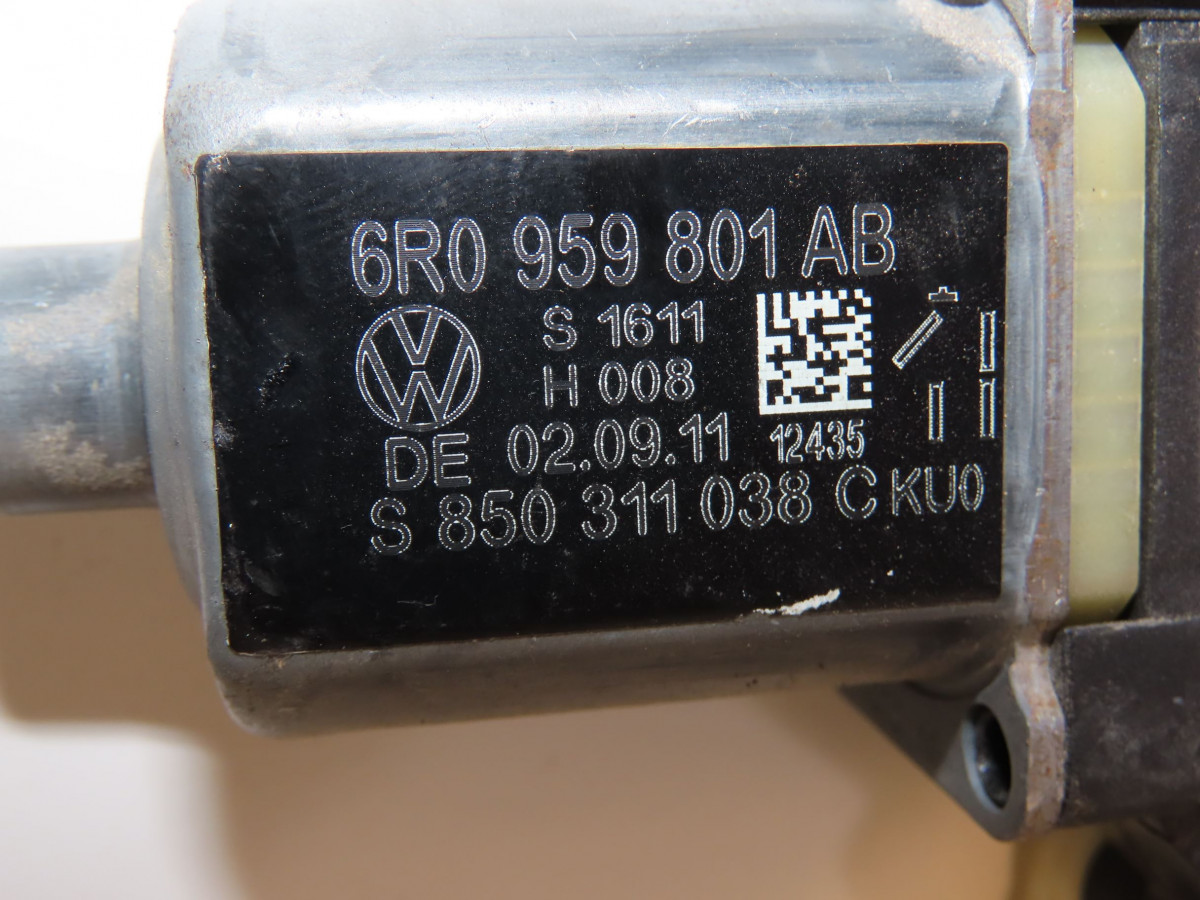 6R0 959 801 AB
S 1611
H 008
DE 02.09.11
12435
S 850 311 038 C KU0